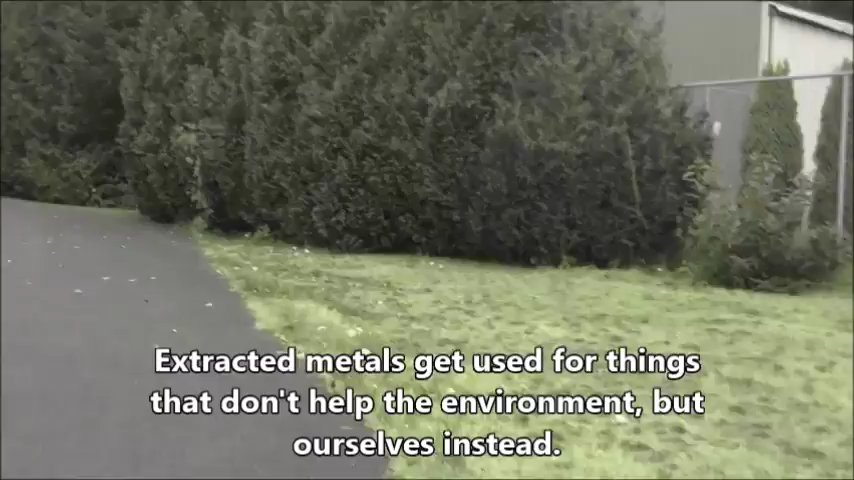 Extracted metals get used for things
that don't help the environment, but
ourselves instead.